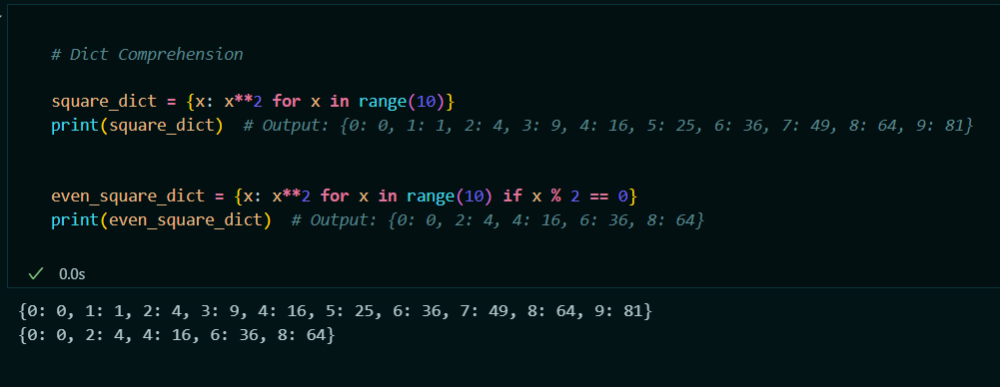 # Dict Comprehension
square_dict = {x: x**2 for x in range(10)}
print(square_dict)  # Output: {0: 0, 1: 1, 2: 4, 3: 9, 4: 16, 5: 25, 6: 36, 7: 49, 8: 64, 9: 81}
even_square_dict = {x: x**2 for x in range(10) if x % 2 == 0}
print(even_square_dict)  # Output: {0: 0, 2: 4, 4: 16, 6: 36, 8: 64}
0.0s
{0: 0, 1: 1, 2: 4, 3: 9, 4: 16, 5: 25, 6: 36, 7: 49, 8: 64, 9: 81}
{0: 0, 2: 4, 4: 16, 6: 36, 8: 64}